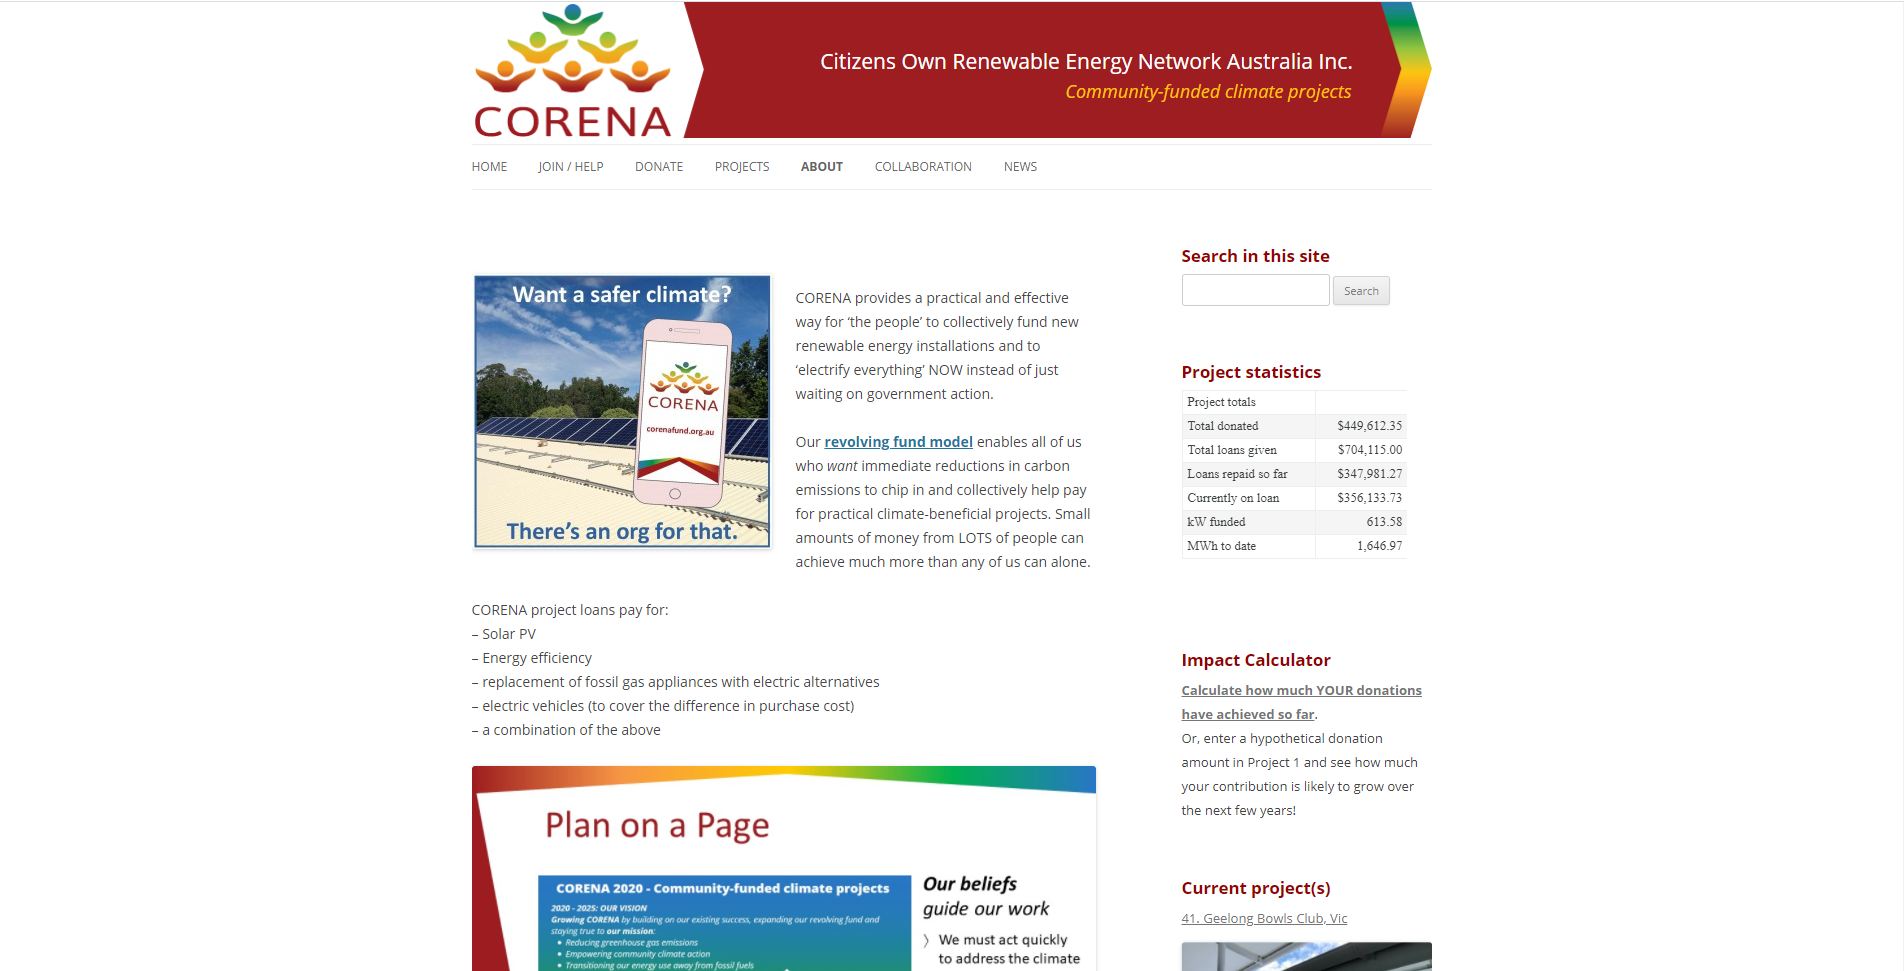 CORENA
Citizens Own Renewable Energy Network Australia Inc.
Community-funded climate projects
HOME JOIN / HELP DONATE PROJECTS ABOUT COLLABORATION NEWS
Want a safer climate?
CORENA
corenafund.org.au
There's an org for that.
CORENA provides a practical and effective
way for ‘the people’ to collectively fund new
renewable energy installations and to
‘electrify everything’ NOW instead of just
waiting on government action.
Our revolving fund model enables all of us
who want immediate reductions in carbon
emissions to chip in and collectively help pay
for practical climate-beneficial projects. Small
amounts of money from LOTS of people can
achieve much more than any of us can alone.
CORENA project loans pay for:
– Solar PV
– Energy efficiency
– replacement of fossil gas appliances with electric alternatives
– electric vehicles (to cover the difference in purchase cost)
– a combination of the above
Plan on a Page
CORENA 2020 - Community-funded climate projects
2020 - 2025: OUR VISION
Growing CORENA by building on our existing success, expanding our revolving fund and
staying true to our mission:
• Reducing greenhouse gas emissions
• Empowering community climate action
• Transitioning our energy use away from fossil fuels
Our beliefs
guide our work
〉 We must act quickly
to address the climate
Search in this site
Search
Project statistics
Project totals
Total donated $449,612.35
Total loans given $704,115.00
Loans repaid so far $347,981.27
Currently on loan $356,133.73
kW funded 613.58
MWh to date 1,646.97
Impact Calculator
Calculate how much YOUR donations
have achieved so far.
Or, enter a hypothetical donation
amount in Project 1 and see how much
your contribution is likely to grow over
the next few years!
Current project(s)
41. Geelong Bowls Club, Vic